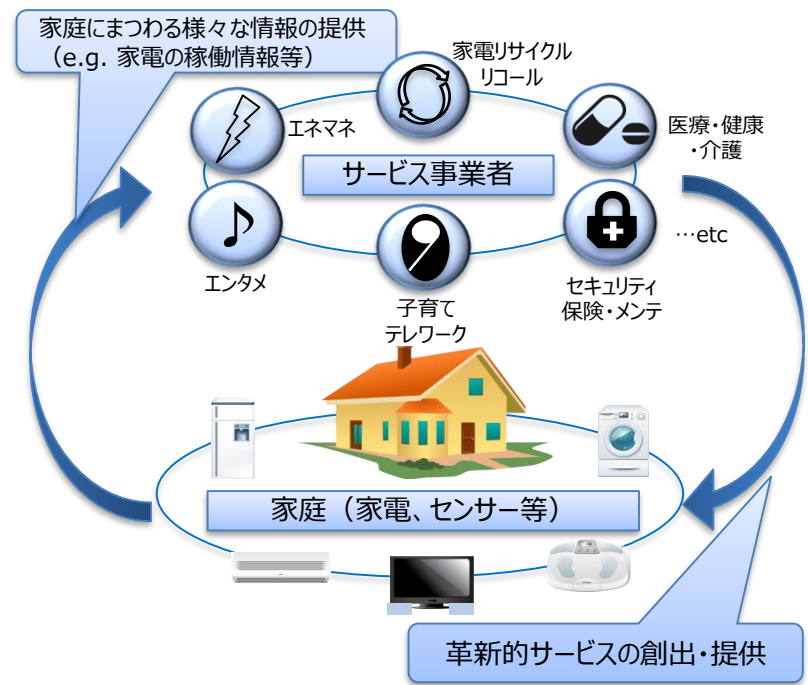 家庭にまつわる様々な情報の提供
（e.g. 家電の稼働情報等）
家電リサイクル
リコール
エネマネ
医療・健康
・介護
サービス事業者
…etc
エンタメ
子育て
テレワーク
セキュリティ
保険・メンテ
家庭（家電、センサー等）
革新的サービスの創出・提供